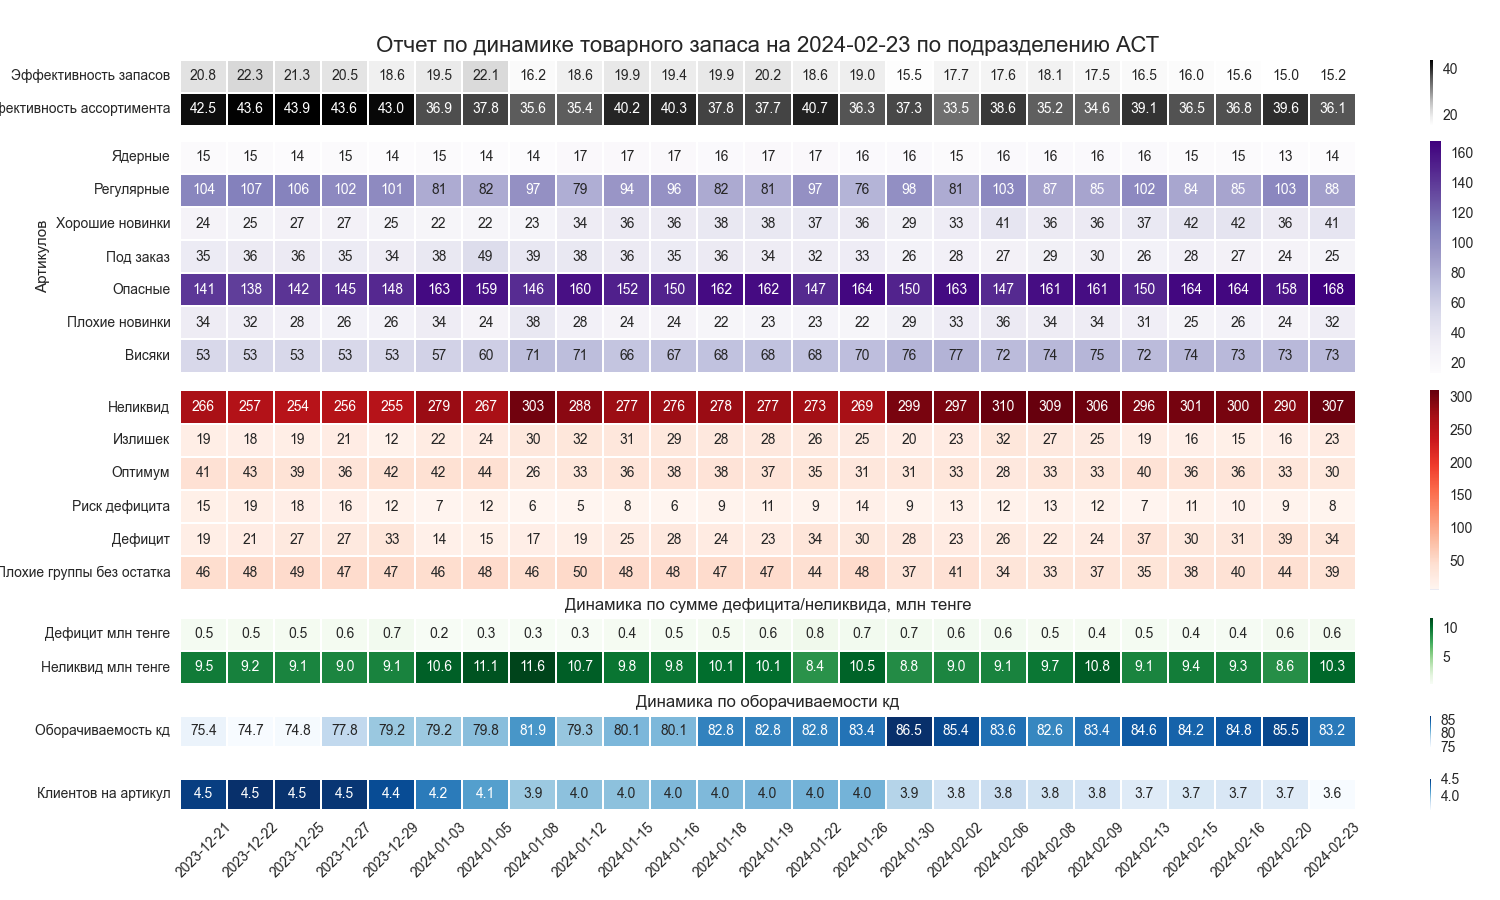 Отчет по динамике товарного запаса на 2024-02-23 по подразделению АСТ
Эффективность запасов 20.8 22.3 21.3 20.5 18.6 19.5 22.1 16.2 18.6 19.9 19.4 19.9 20.2 18.6 19.0 15.5 17.7 17.6 18.1 17.5 16.5 16.0 15.6 15.0 15.2
фективность ассортимента 42.5 43.6 43.9 43.6 43.0 36.9 37.8 35.6 35.4 40.2 40.3 37.8 37.7 40.7 36.3 37.3 33.5 38.6 35.2 34.6 39.1 36.5 36.8 39.6 36.1
40
20
Артикулов
Ядерные 15 15 14 15 14 15 14 14 17 17 17 16 17 17 16 16 15 16 16 16 16 15 15 13 14
Регулярные 104 107 106 102 101 81 82 97 79 94 96 82 81 97 76 98 81 103 87 85 102 84 85 103 88
Хорошие новинки 24 25 27 27 25 22 22 23 34 36 36 38 38 37 36 29 33 41 36 36 37 42 42 36 41
Под заказ 35 36 36 35 34 38 49 39 38 36 35 36 34 32 33 26 28 27 29 30 26 28 27 24 25
Опасные 141 138 142 145 148 163 159 146 160 152 150 162 162 147 164 150 163 147 161 161 150 164 164 158 168
Плохие новинки 34 32 28 26 26 34 24 38 28 24 24 22 23 23 22 29 33 36 34 34 31 25 26 24 32
Висяки 53 53 53 53 53 57 60 71 71 66 67 68 68 68 70 76 77 72 74 75 72 74 73 73 73
160
140
120
100
80
60
40
20
Неликвид 266 257 254 256 255 279 267 303 288 277 276 278 277 273 269 299 297 310 309 306 296 301 300 290 307
Излишек 19 18 19 21 12 22 24 30 32 31 29 28 28 26 25 20 23 32 27 25 19 16 15 16 23
Оптимум 41 43 39 36 42 42 44 26 33 36 38 38 37 35 31 31 33 28 33 33 40 36 36 33 30
Риск дефицита 15 19 18 16 12 7 12 6 5 8 6 9 11 9 14 9 13 12 13 12 7 11 10 9 8
Дефицит 19 21 27 27 33 14 15 17 19 25 28 24 23 34 30 28 23 26 22 24 37 30 31 39 34
Плохие группы без остатка 46 48 49 47 47 46 48 46 50 48 48 47 47 44 48 37 41 34 33 37 35 38 40 44 39
300
250
200
150
100
50
Динамика по сумме дефицита/неликвида, млн тенге
Дефицит млн тенге 0.5 0.5 0.5 0.6 0.7 0.2 0.3 0.3 0.3 0.4 0.5 0.5 0.6 0.8 0.7 0.7 0.6 0.6 0.5 0.4 0.5 0.4 0.4 0.6 0.6
Неликвид млн тенге 9.5 9.2 9.1 9.0 9.1 10.6 11.1 11.6 10.7 9.8 9.8 10.1 10.1 8.4 10.5 8.8 9.0 9.1 9.7 10.8 9.1 9.4 9.3 8.6 10.3
10
5
Динамика по оборачиваемости кд
Оборачиваемость кд 75.4 74.7 74.8 77.8 79.2 79.2 79.8 81.9 79.3 80.1 80.1 82.8 82.8 82.8 83.4 86.5 85.4 83.6 82.6 83.4 84.6 84.2 84.8 85.5 83.2
85
80
75
Клиентов на артикул 4.5 4.5 4.5 4.5 4.4 4.2 4.1 3.9 4.0 4.0 4.0 4.0 4.0 4.0 4.0 3.9 3.8 3.8 3.8 3.8 3.7 3.7 3.7 3.7 3.6
4.5
4.0
2023-12-21 2023-12-22 2023-12-25 2023-12-27 2023-12-29 2024-01-03 2024-01-05 2024-01-08 2024-01-12 2024-01-15 2024-01-16 2024-01-18 2024-01-19 2024-01-22 2024-01-26 2024-01-30 2024-02-02 2024-02-06 2024-02-08 2024-02-09 2024-02-13 2024-02-15 2024-02-16 2024-02-20 2024-02-23